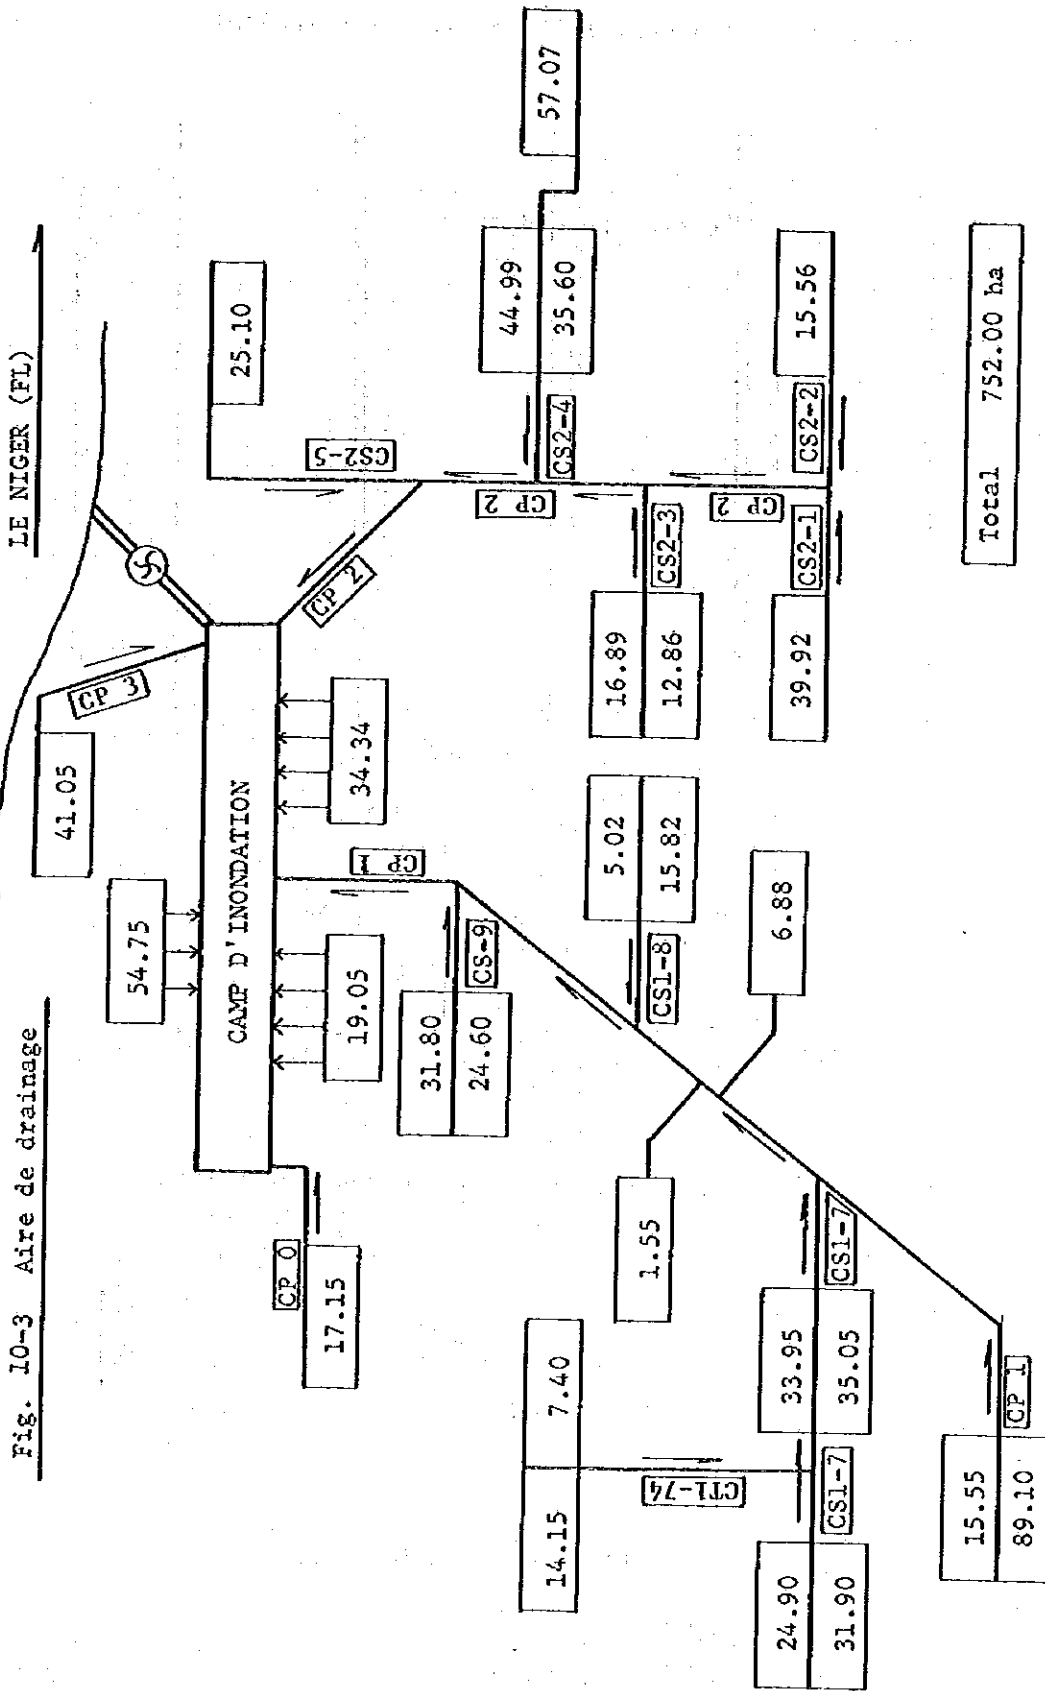 Fig. 10-3 Aire de drainage
LE NIGER (FL)
41.05
CP 3
54.75
CAMP D'INONDATION
CP 0
17.15
19.05
34.34
CP 1
CP 2
CS2-5
25.10
31.80
24.60
CS-9
14.15
7.40
CT1-74
1.55
5.02
15.82
CS1-8
6.88
16.89
12.86
CS2-3
CP 2
44.99
35.60
CS2-4
57.07
24.90
31.90
CS1-7
33.95
35.05
CS1-7
39.92
CS2-1
CP 2
CS2-2
15.56
15.55
89.10
CP 1
Total 752.00 ha